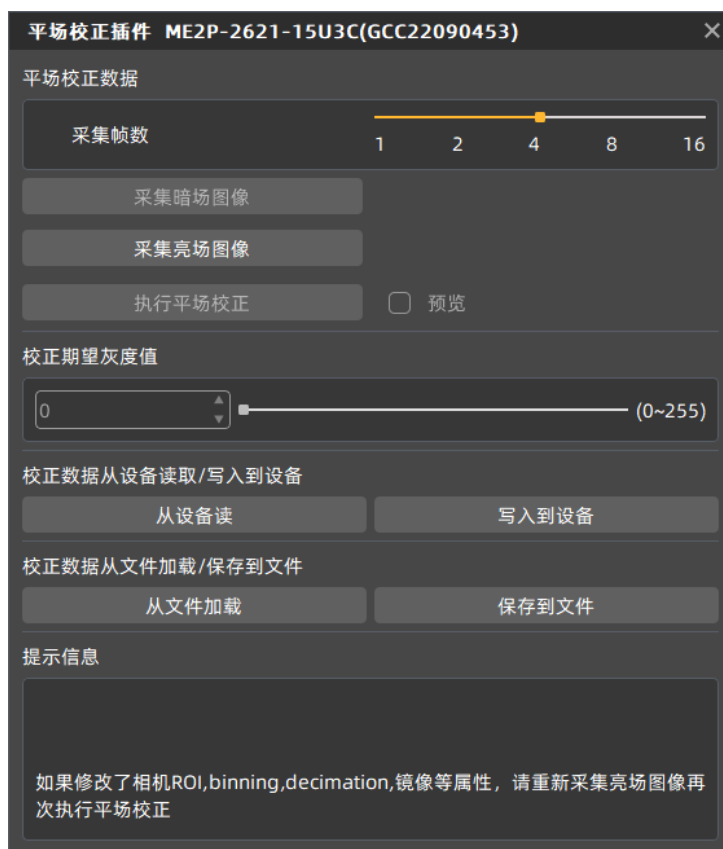 平场校正插件 ME2P-2621-15U3C(GCC22090453)
平场校正数据
采集帧数
1 2 4 8 16
采集暗场图像
采集亮场图像
执行平场校正 预览
校正期望灰度值
0 (0~255)
校正数据从设备读取/写入到设备
从设备读 写入到设备
校正数据从文件加载/保存到文件
从文件加载 保存到文件
提示信息
如果修改了相机ROI,binning,decimation,镜像等属性，请重新采集亮场图像再
次执行平场校正